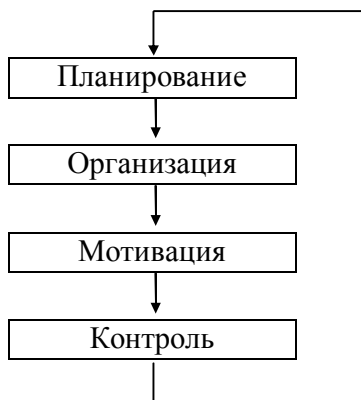 Планирование
Организация
Мотивация
Контроль